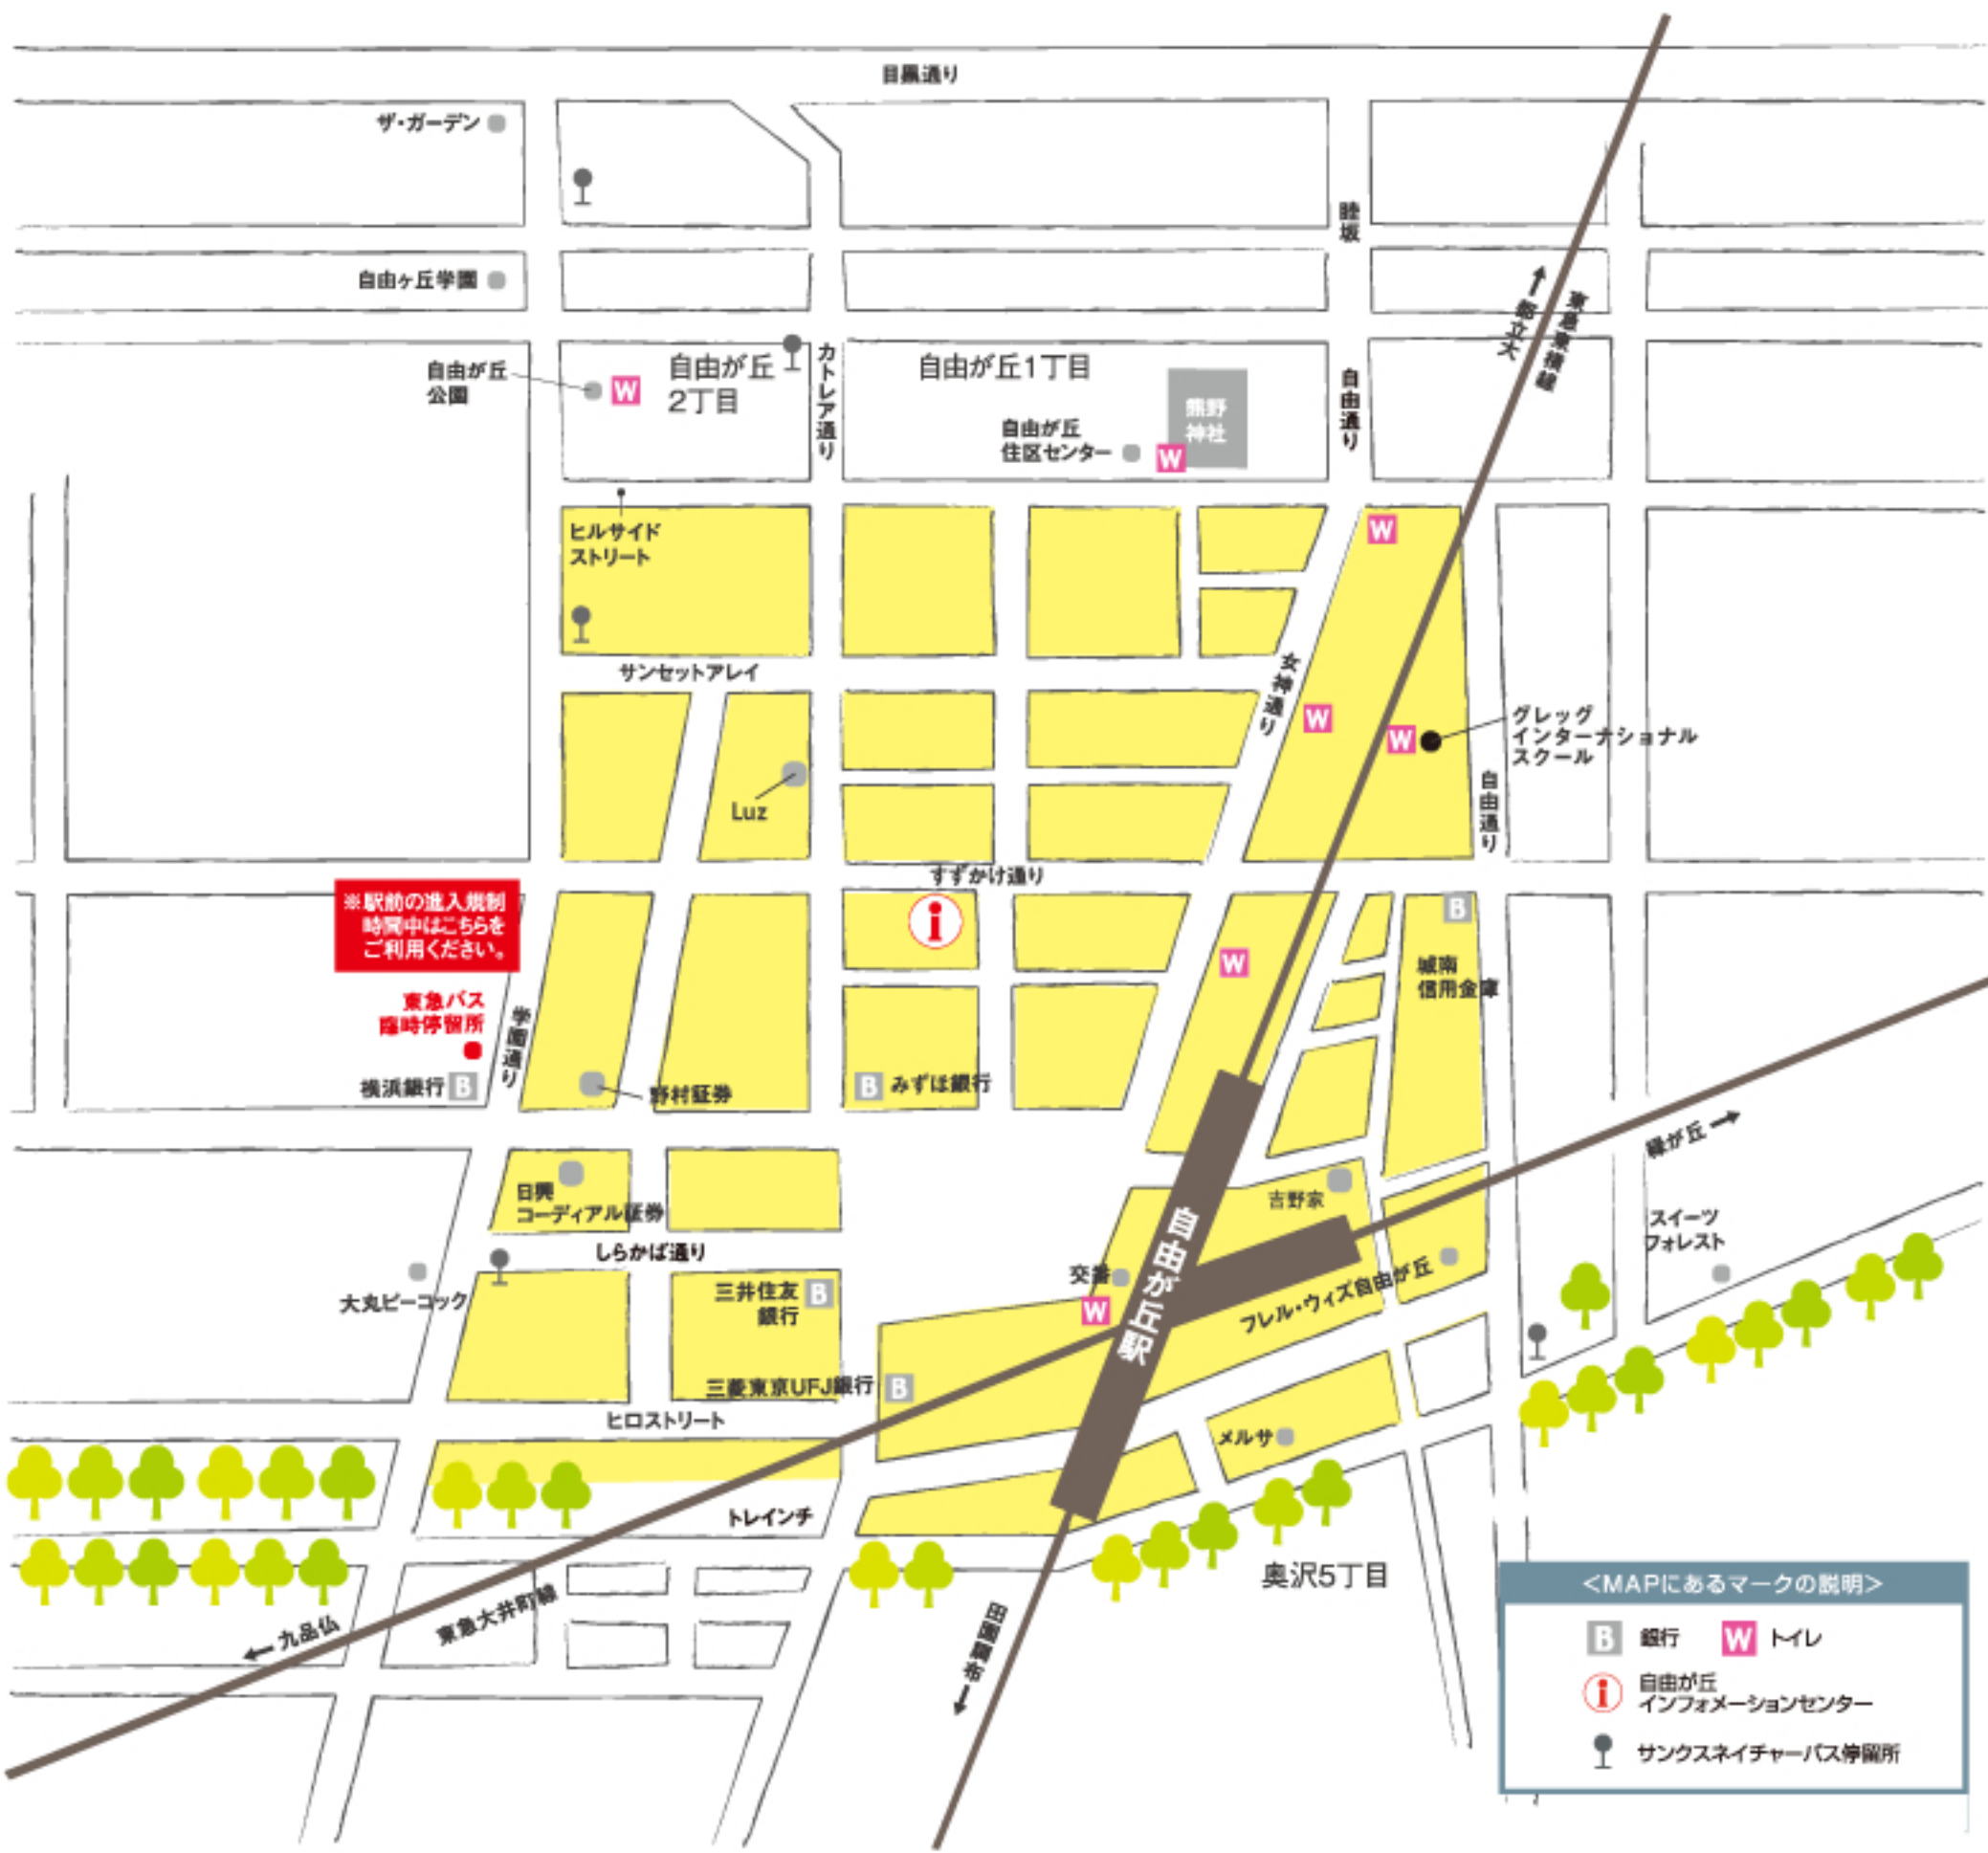 目黒通り
ザ・ガーデン
睦坂
自由ヶ丘学園
東急東横線
↑都立大
自由が丘
公園
W
自由が丘
2丁目
カトレア通り
自由が丘1丁目
熊野
神社
自由が丘
住区センター
W
自由通り
ヒルサイド
ストリート
W
サンセットアレイ
女神通り
W
W
グレッグ
インターナショナル
スクール
Luz
自由通り
すずかけ通り
※駅前の進入規制
時間中はこちらを
ご利用ください。
i
B
W
城南
信用金庫
東急バス
臨時停留所
学園通り
横浜銀行 B
野村証券
B みずほ銀行
緑が丘→
日興
コーディアル証券
吉野家
自由が丘駅
スイーツ
フォレスト
しらかば通り
交番
W
大丸ピーコック
三井住友
銀行
B
フレル・ウィズ自由が丘
三菱東京UFJ銀行 B
ヒロストリート
メルサ
トレインチ
奥沢5丁目
東急大井町線
←九品仏
田園調布→
<MAPにあるマークの説明>
B 銀行 W トイレ
i 自由が丘
インフォメーションセンター
サンクスネイチャーバス停留所